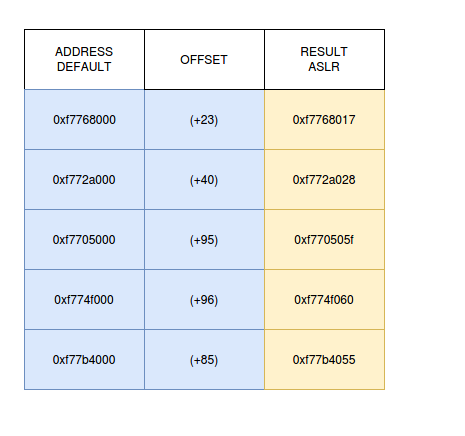 ADDRESS
DEFAULT
OFFSET
RESULT
ASLR
0xf7768000 (+23) 0xf7768017
0xf772a000 (+40) 0xf772a028
0xf7705000 (+95) 0xf770505f
0xf774f000 (+96) 0xf774f060
0xf77b4000 (+85) 0xf77b4055